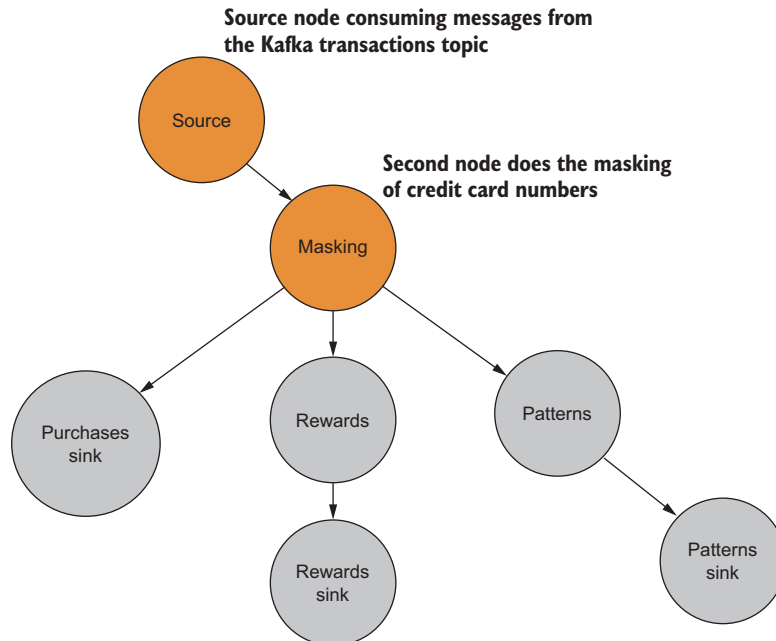 Source node consuming messages from
the Kafka transactions topic
Source
Second node does the masking
of credit card numbers
Masking
Purchases
sink
Rewards
Patterns
Rewards
sink
Patterns
sink